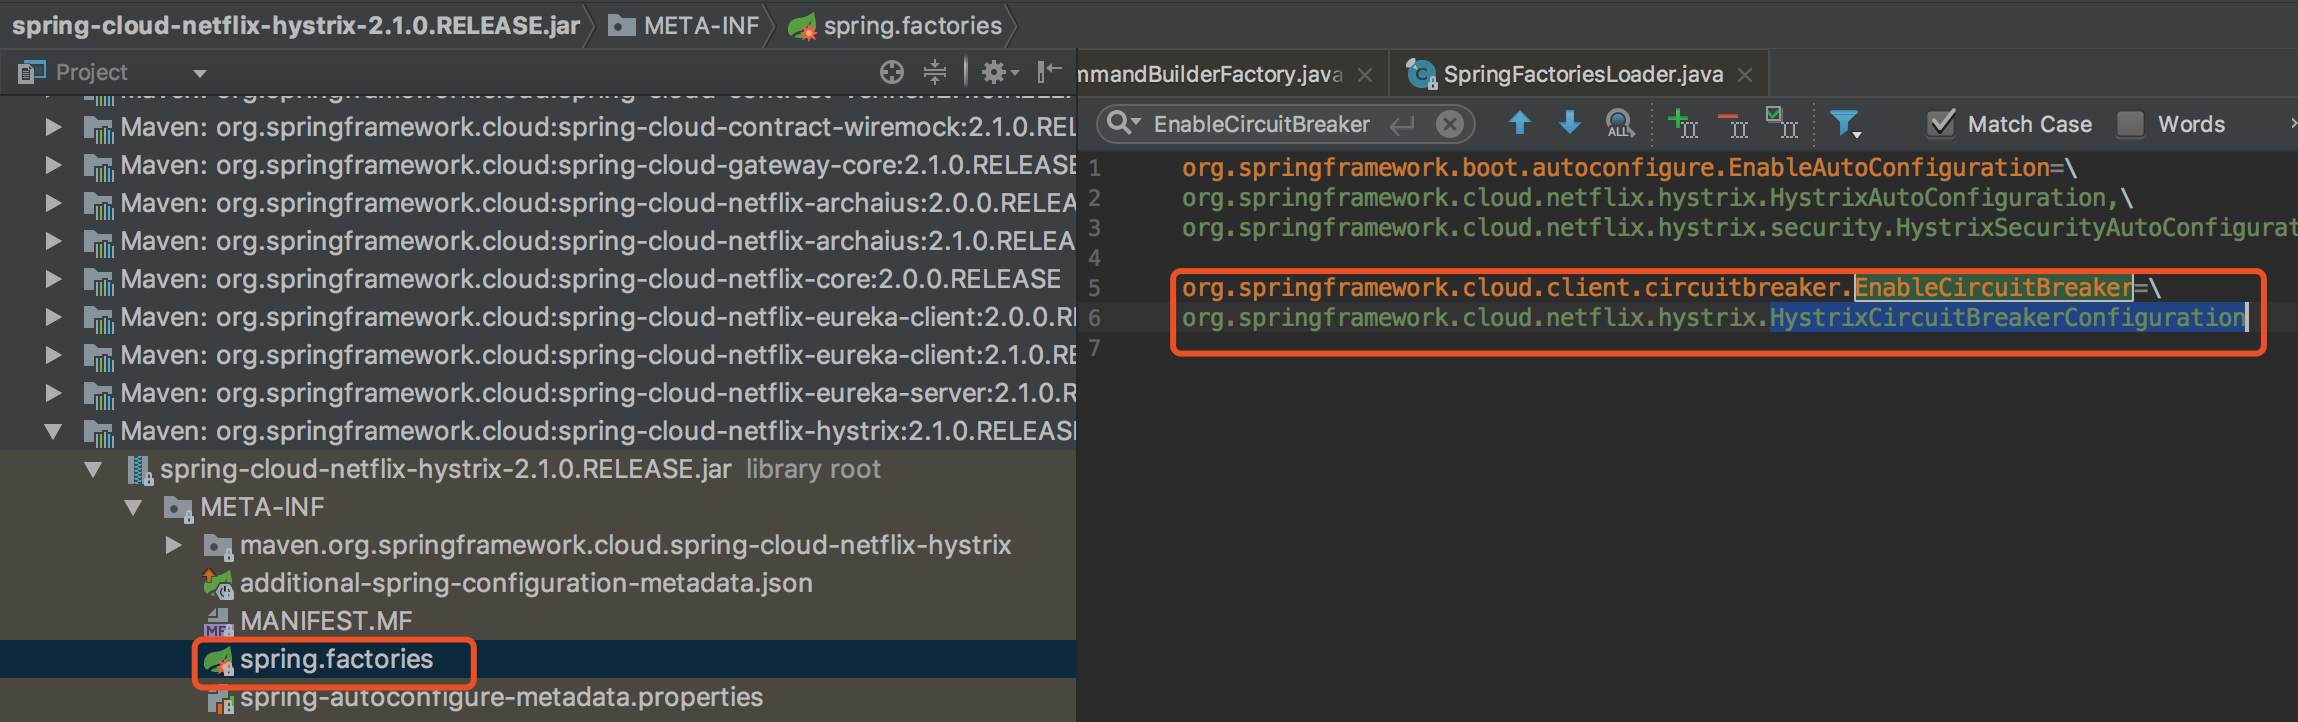 spring-cloud-netflix-hystrix-2.1.0.RELEASE.jar META-INF spring.factories
Project
mmandBuilderFactory.java SpringFactoriesLoader.java
EnableCircuitBreaker ALL Match Case Words
Maven: org.springframework.cloud:spring-cloud-contract-wiremock:2.1.0.REL
Maven: org.springframework.cloud:spring-cloud-gateway-core:2.1.0.RELEASE
Maven: org.springframework.cloud:spring-cloud-netflix-archaius:2.0.0.RELEA
Maven: org.springframework.cloud:spring-cloud-netflix-archaius:2.1.0.RELEA
Maven: org.springframework.cloud:spring-cloud-netflix-core:2.0.0.RELEASE
Maven: org.springframework.cloud:spring-cloud-netflix-eureka-client:2.0.0.R
Maven: org.springframework.cloud:spring-cloud-netflix-eureka-client:2.1.0.RE
Maven: org.springframework.cloud:spring-cloud-netflix-eureka-server:2.1.0.R
Maven: org.springframework.cloud:spring-cloud-netflix-hystrix:2.1.0.RELEAS
spring-cloud-netflix-hystrix-2.1.0.RELEASE.jar library root
META-INF
maven.org.springframework.cloud.spring-cloud-netflix-hystrix
additional-spring-configuration-metadata.json
MANIFEST.MF
spring.factories
spring-autoconfigure-metadata.properties
1 org.springframework.boot.autoconfigure.EnableAutoConfiguration=\
2 org.springframework.cloud.netflix.hystrix.HystrixAutoConfiguration,\
3 org.springframework.cloud.netflix.hystrix.security.HystrixSecurityAutoConfigurat
4
5 org.springframework.cloud.client.circuitbreaker.EnableCircuitBreaker=\
6 org.springframework.cloud.netflix.hystrix.HystrixCircuitBreakerConfiguration
7